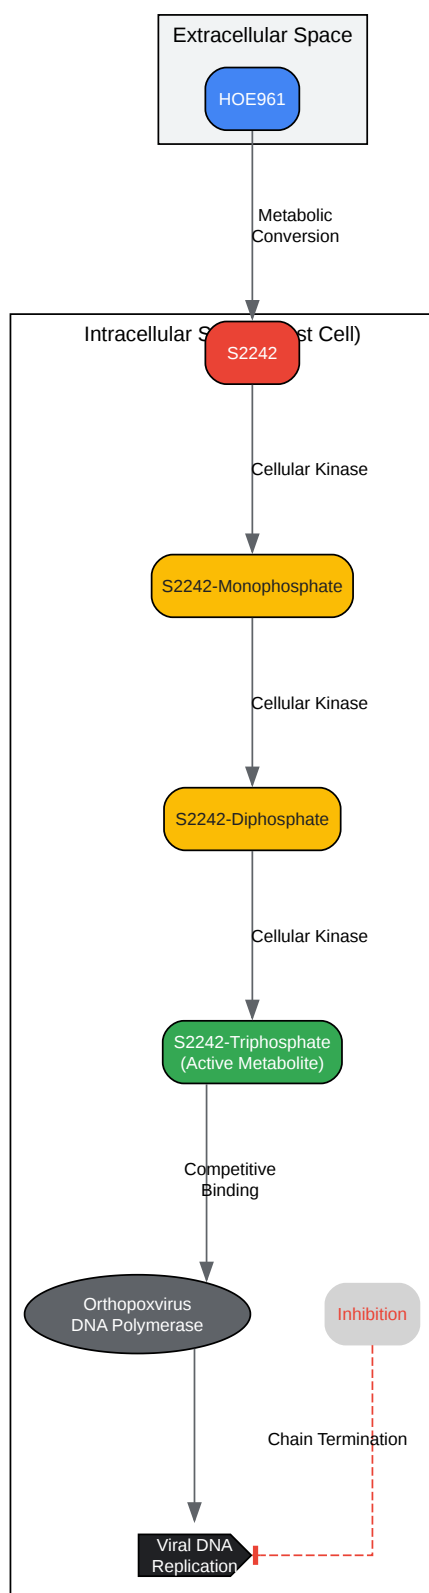 Extracellular Space
HOE961
Metabolic
Conversion
Intracellular S st Cell)
S2242
Cellular Kinase
S2242-Monophosphate
Cellular Kinase
S2242-Diphosphate
Cellular Kinase
S2242-Triphosphate
(Active Metabolite)
Competitive
Binding
Orthopoxvirus
DNA Polymerase
Inhibition
Chain Termination
Viral DNA
Replication